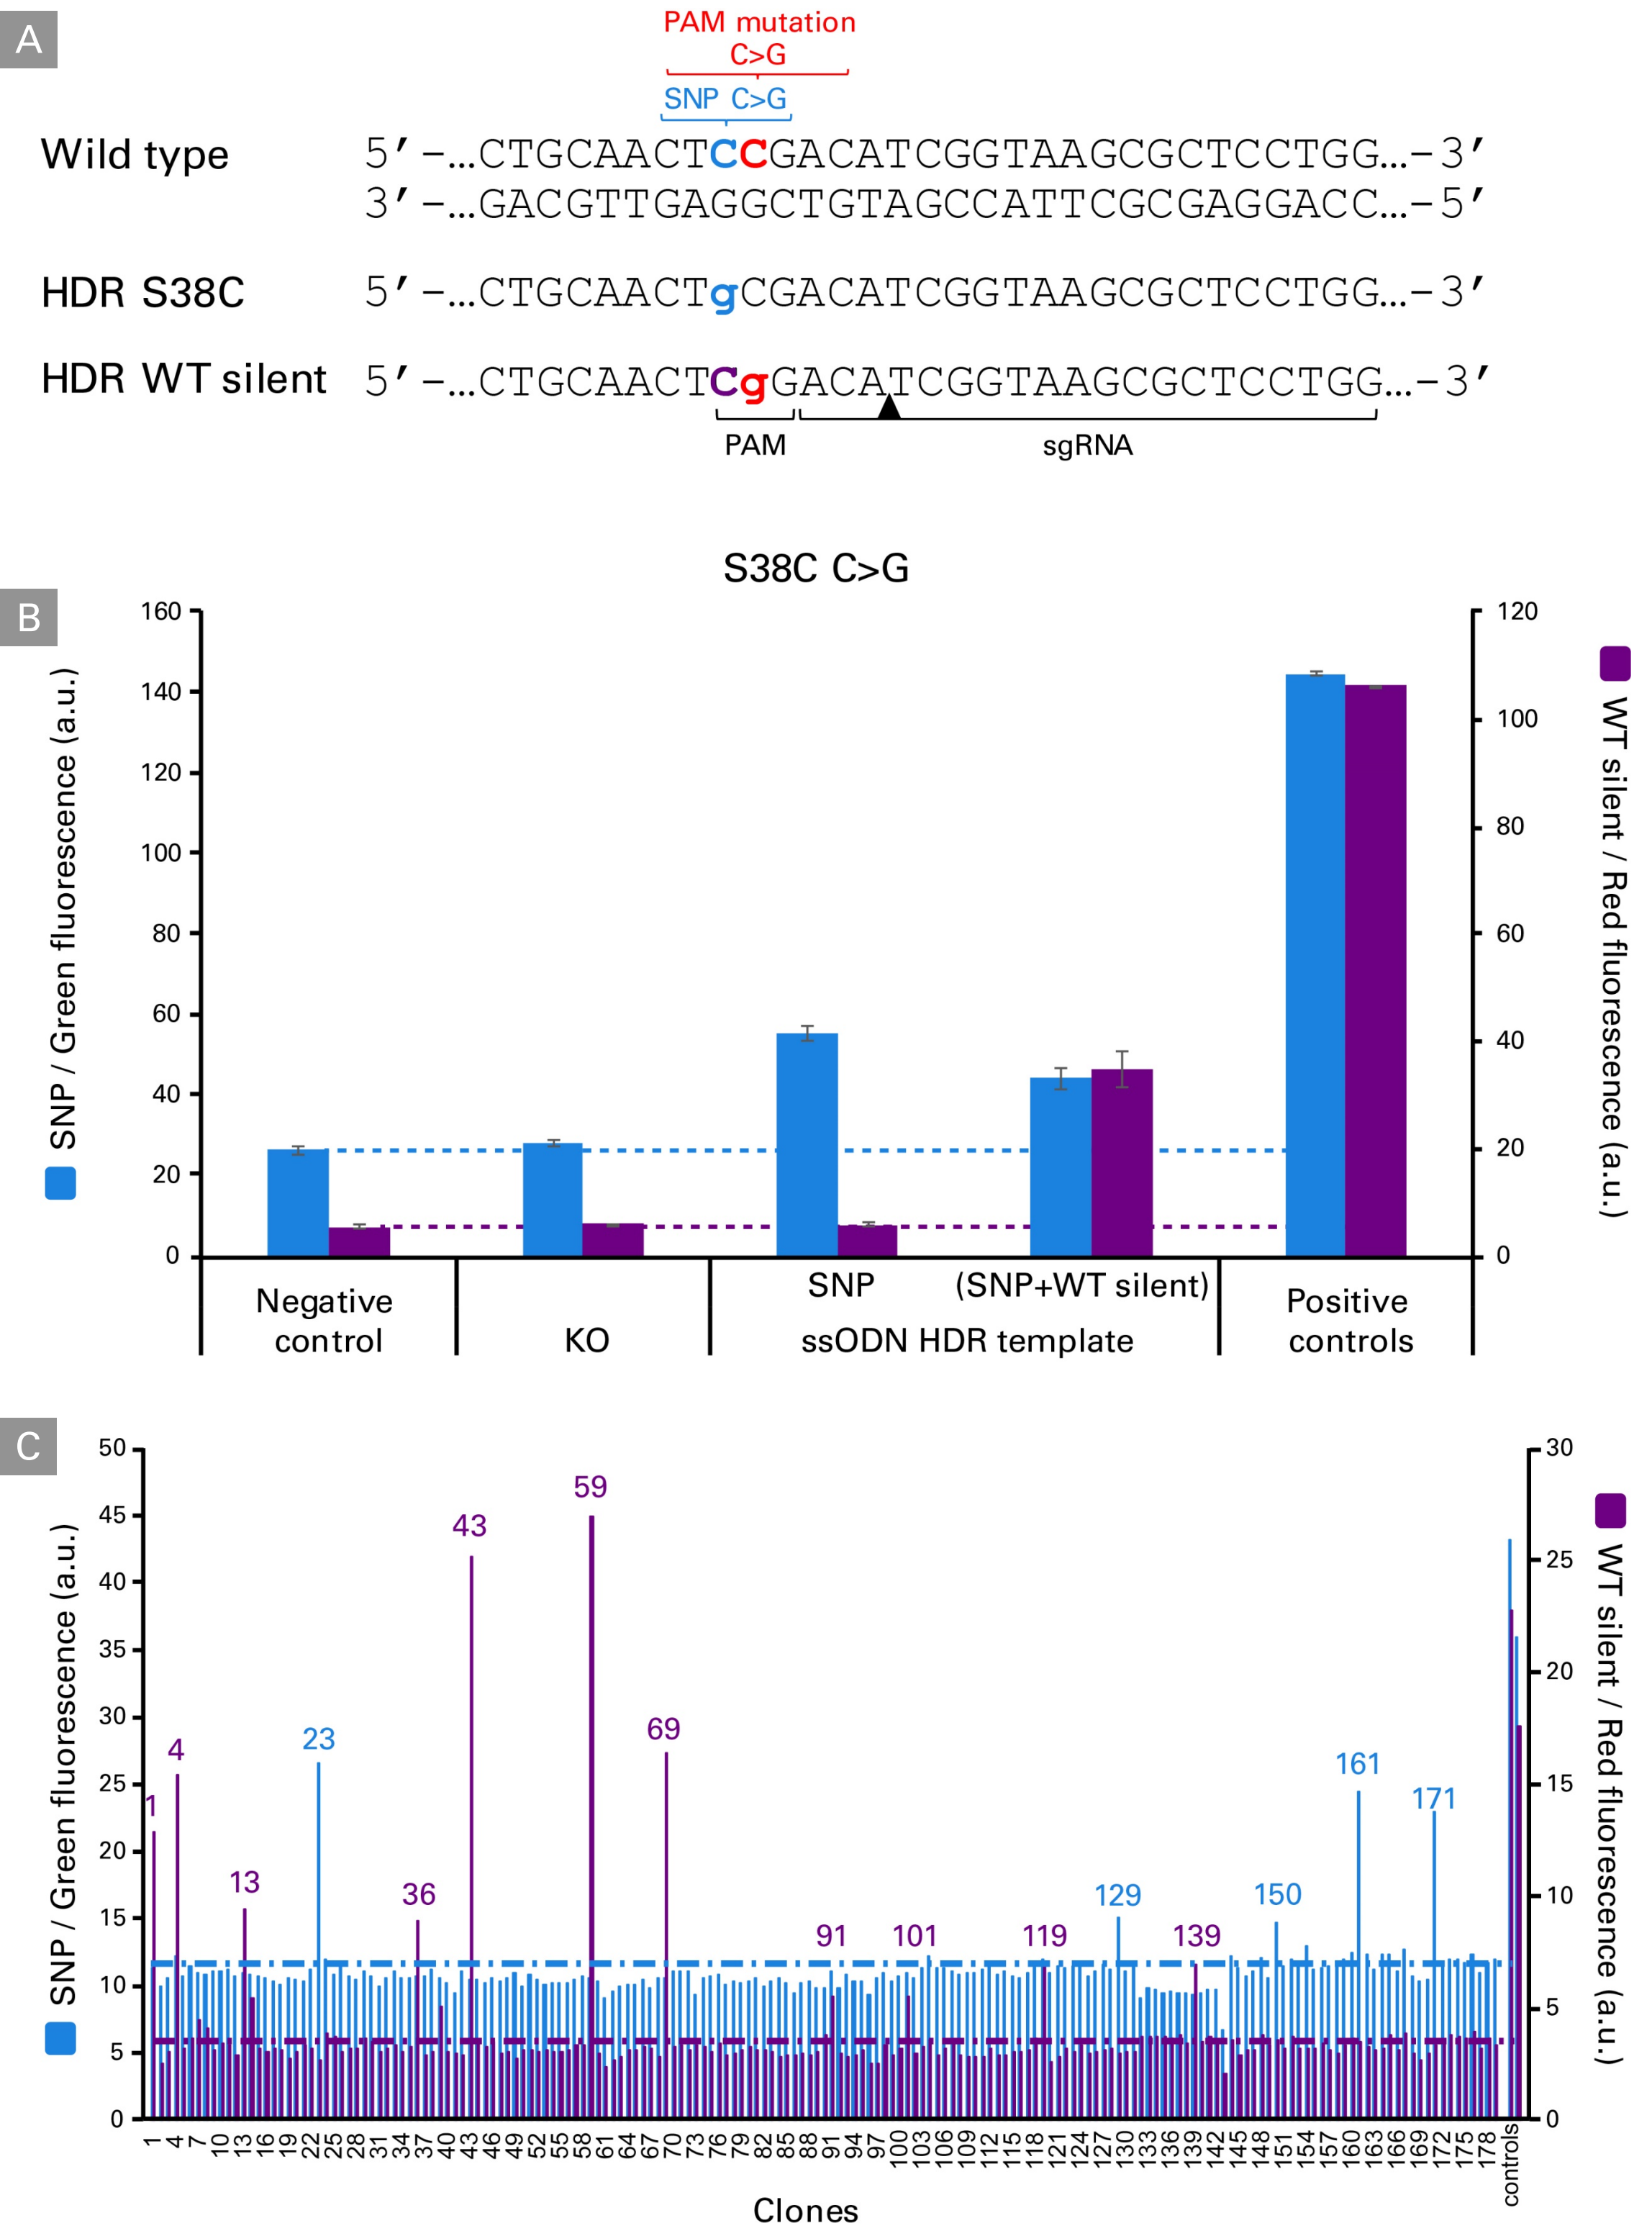 A
PAM mutation
C>G
SNP C>G
Wild type 5′ –...CTGCAACTCCGACATCGGTAAGCGCTCCTGG...–3′
3′ –...GACGTTGAGGCTGTAGCCATTCGCGAGGACC...–5′
HDR S38C 5′ –...CTGCAACTgCGACATCGGTAAGCGCTCCTGG...–3′
HDR WT silent 5′ –...CTGCAACTCgGACATCGGTAAGCGCTCCTGG...–3′
PAM sgRNA
S38C C>G
B
SNP / Green fluorescence (a.u.)
160
140
120
100
80
60
40
20
0
120
100
80
60
40
20
0
WT silent / Red fluorescence (a.u.)
Negative
control
KO
SNP (SNP+WT silent)
ssODN HDR template
Positive
controls
C
SNP / Green fluorescence (a.u.)
50
45
40
35
30
25
20
15
10
5
0
1
4
13
23
36
43
59
69
91
101
119
129
139
150
161
171
30
25
20
15
10
5
0
WT silent / Red fluorescence (a.u.)
1 4 7 10 13 16 19 22 25 28 31 34 37 40 43 46 49 52 55 58 61 64 67 70 73 76 79 82 85 88 91 94 97 100 103 106 109 112 115 118 121 124 127 130 133 136 139 142 145 148 151 154 157 160 163 166 169 172 175 178 controls
Clones